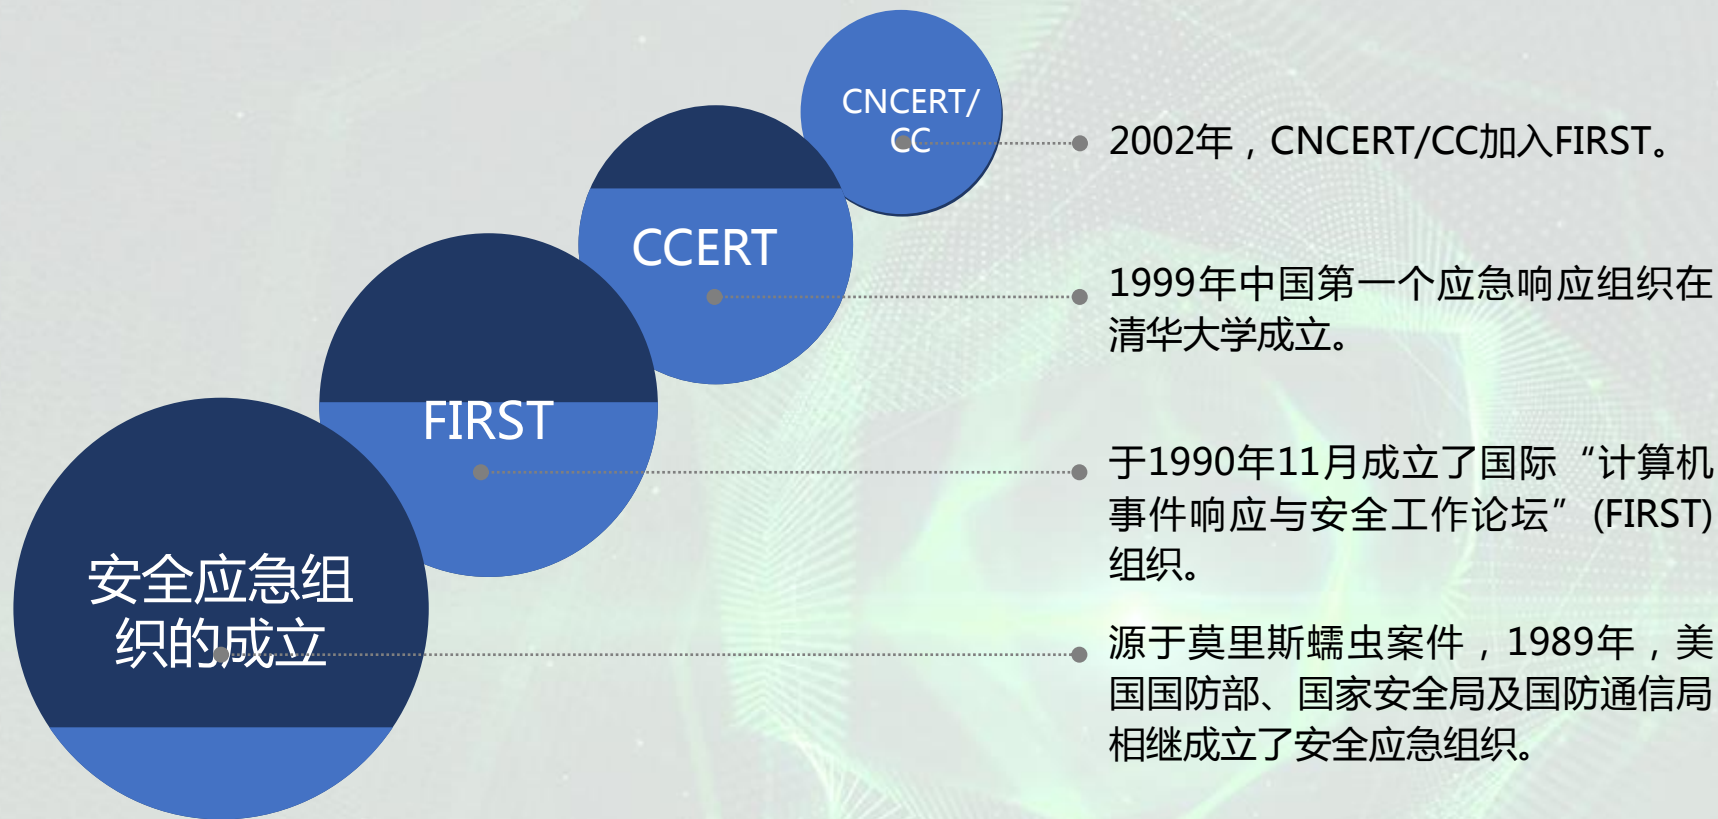 CNCERT/
CC
2002年，CNCERT/CC加入FIRST。
CCERT
1999年中国第一个应急响应组织在
清华大学成立。
FIRST
于1990年11月成立了国际“计算机
事件响应与安全工作论坛”(FIRST)
组织。
安全应急组
织的成立
源于莫里斯蠕虫案件，1989年，美
国国防部、国家安全局及国防通信局
相继成立了安全应急组织。